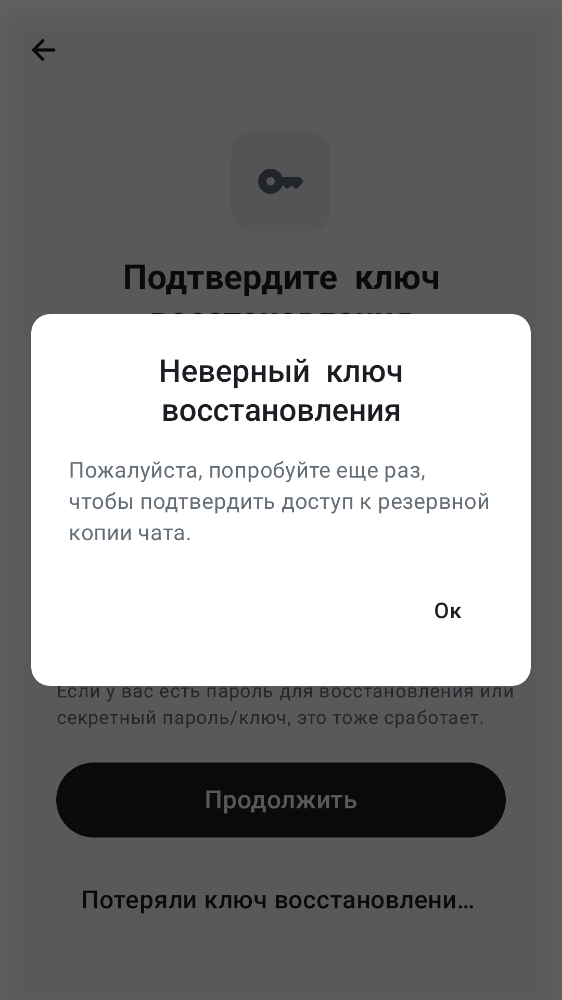 Подтвердите ключ
Неверный ключ
восстановления
Пожалуйста, попробуйте еще раз,
чтобы подтвердить доступ к резервной
копии чата.
Ок
Если у вас есть пароль для восстановления или
секретный пароль/ключ, это тоже сработает.
Продолжить
Потеряли ключ восстановлени...